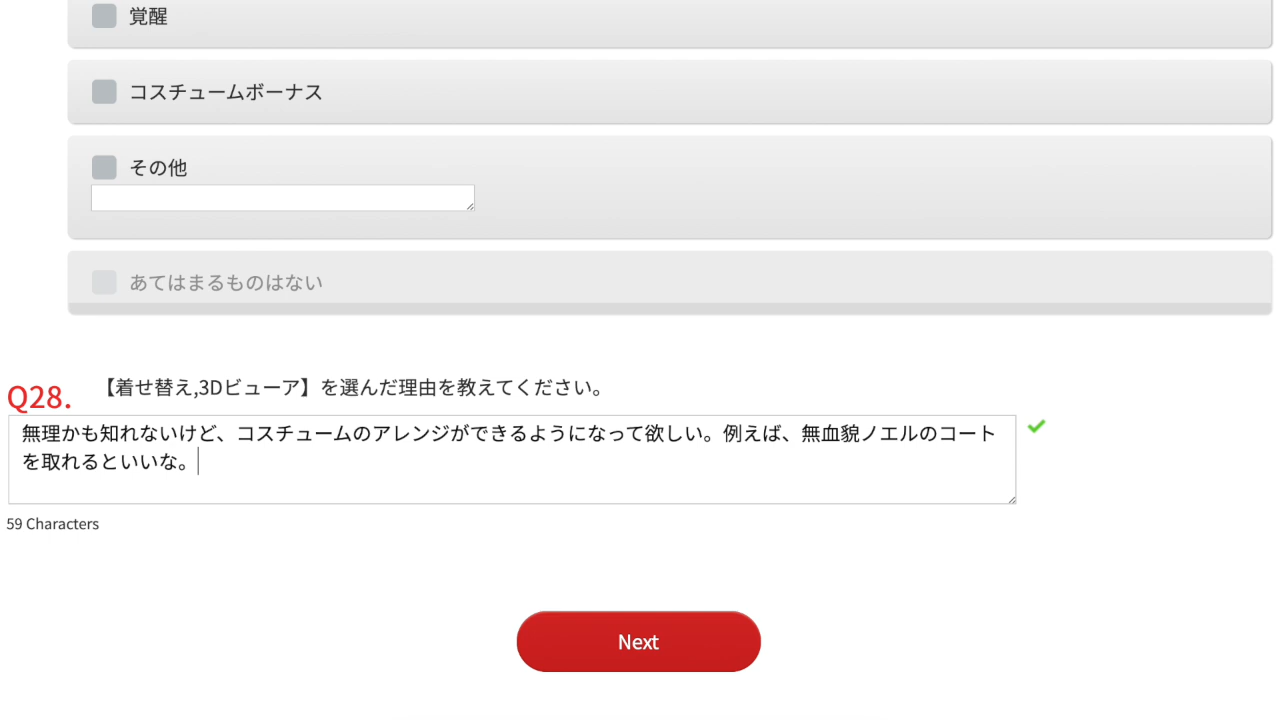 覚醒
コスチュームボーナス
その他
あてはまるものはない
Q28. 【着せ替え,3Dビューア】を選んだ理由を教えてください。
無理かも知れないけど、コスチュームのアレンジができるようになって欲しい。例えば、無血貌ノエルのコート
を取れるといいな。
59 Characters
Next